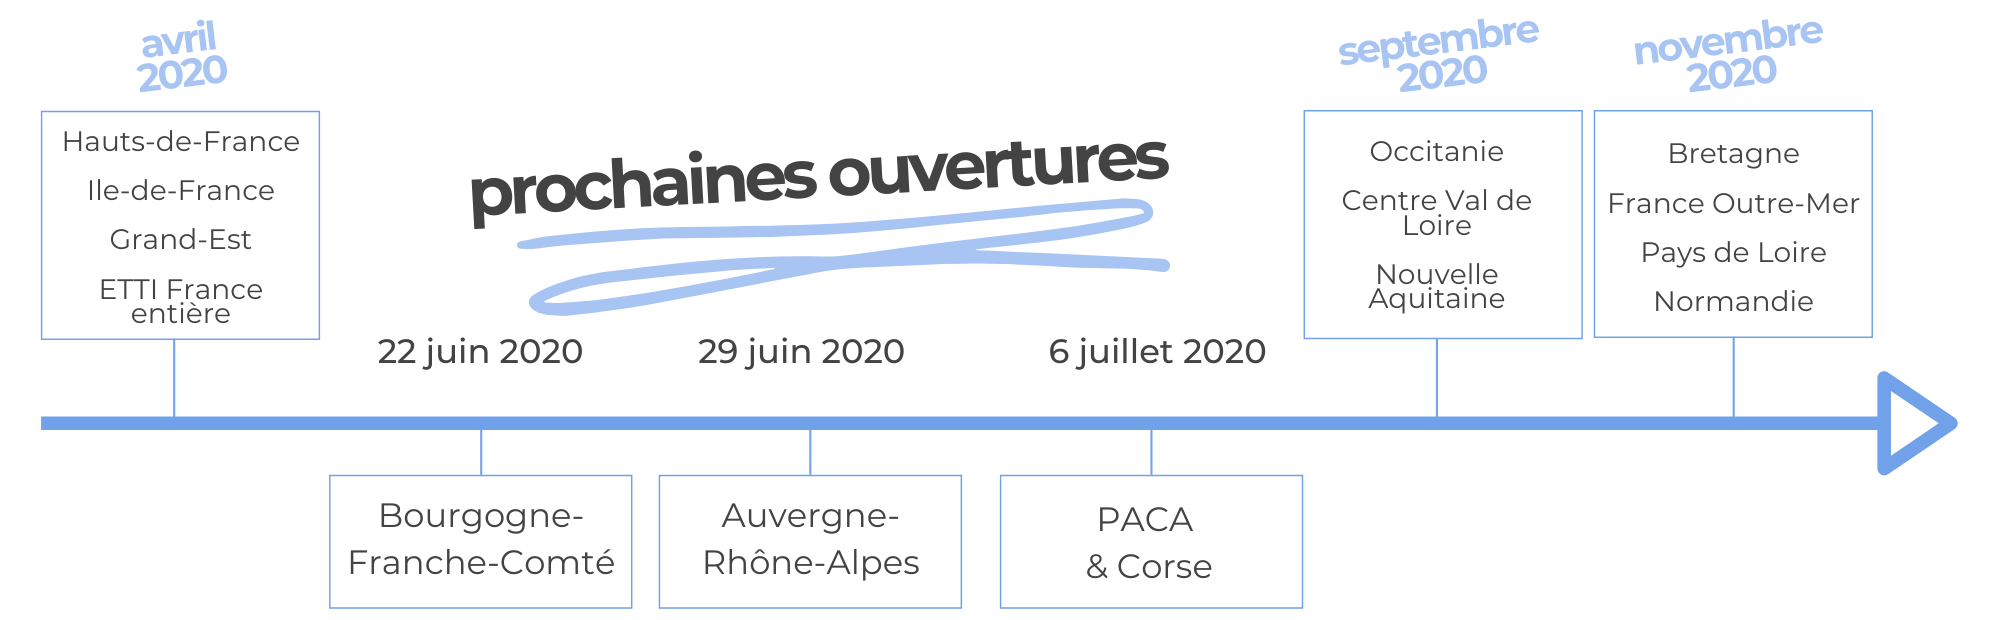 avril
2020
Hauts-de-France
Ile-de-France
Grand-Est
ETTI France
entière
prochaines ouvertures
22 juin 2020
Bourgogne-
Franche-Comté
29 juin 2020
Auvergne-
Rhône-Alpes
6 juillet 2020
PACA
& Corse
septembre
2020
Occitanie
Centre Val de
Loire
Nouvelle
Aquitaine
novembre
2020
Bretagne
France Outre-Mer
Pays de Loire
Normandie